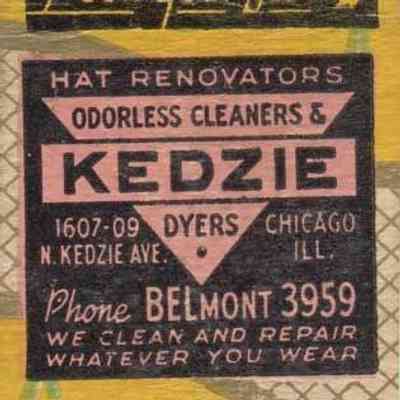 HAT RENOVATORS
ODORLESS CLEANERS &
KEDZIE
1607-09 DYERS CHICAGO
N. KEDZIE AVE. ILL.
Phone BELMONT 3959
WE CLEAN AND REPAIR
WHATEVER YOU WEAR